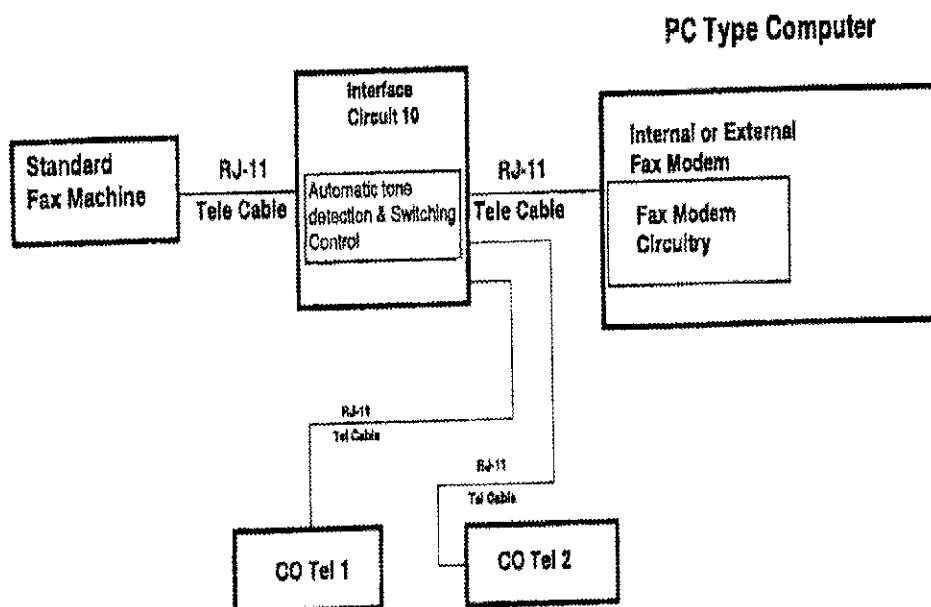 PC Type Computer
Interface
Circuit 10
Internal or External
Fax Modem
Standard
Fax Machine
RJ-11
Tele Cable
Automatic tone
detection & Switching
Control
RJ-11
Tele Cable
Fax Modem
Circuitry
RJ-11
Tel Cable
RJ-11
Tel Cable
CO Tel 1
CO Tel 2